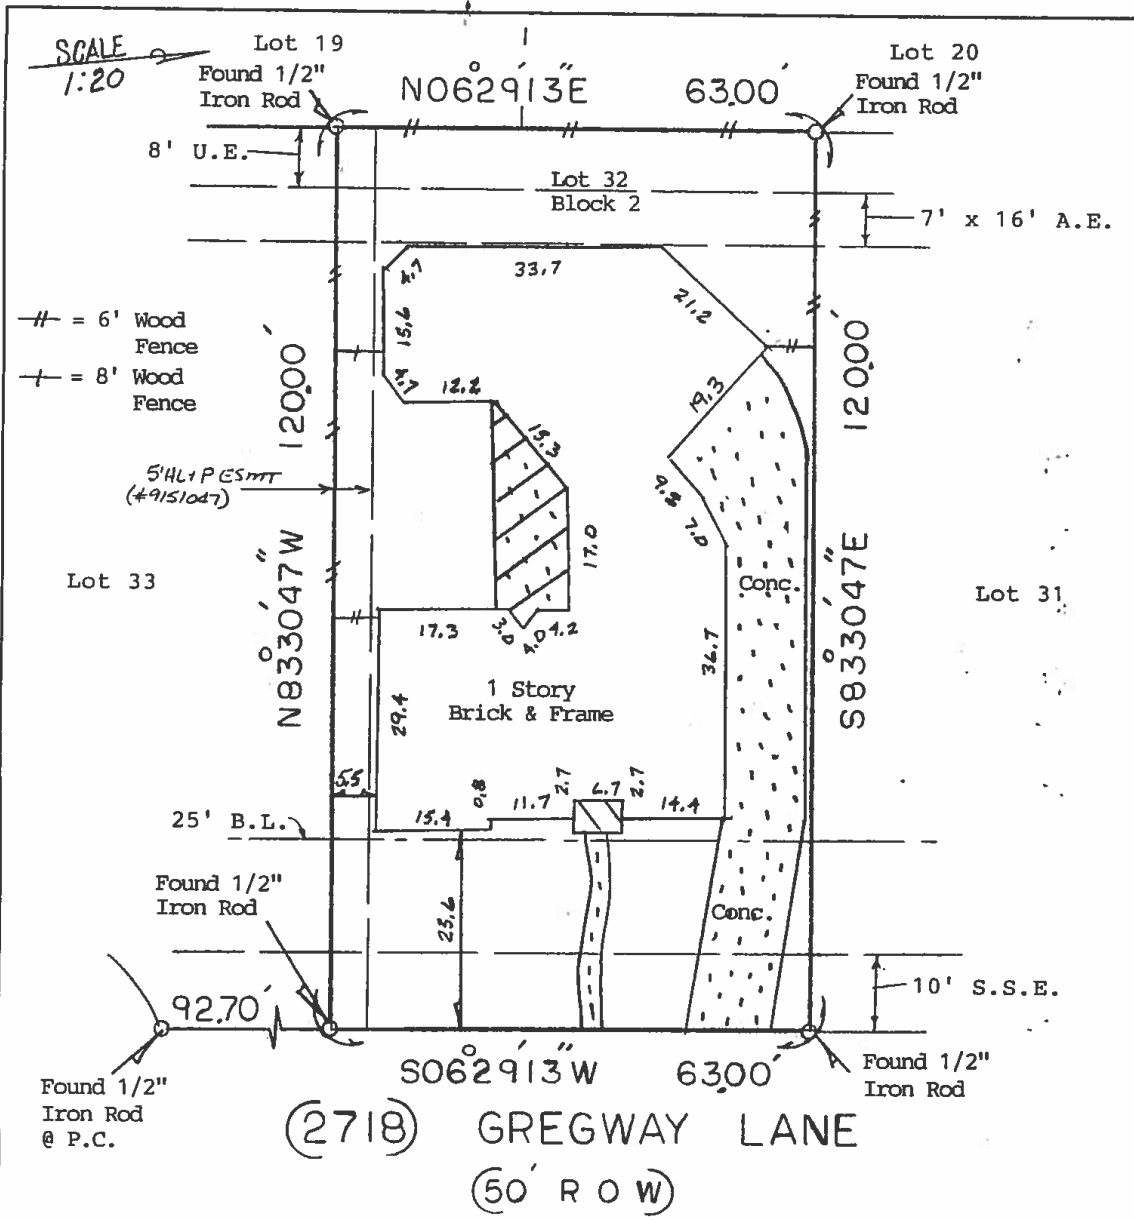 SCALE
1:20
Lot 19
Found 1/2"
Iron Rod
N06°29'13"E 63.00'
Lot 20
Found 1/2"
Iron Rod
8' U.E.
Lot 32
Block 2
7' x 16' A.E.
4.7
33.7
21.2
15.6
= 6' Wood
Fence
= 8' Wood
Fence
120.00'
120.00'
4.7
12.2
19.3
5'HL&P ESMT
(#9151047)
17.0
9.8
7.0
Lot 33
N83°30'47"W
Conc.
S83°30'47"E
Lot 31
17.3
3.0
4.0
4.2
36.7
1 Story
Brick & Frame
29.4
5.5
15.4
0.8
11.7
2.7
6.7
2.7
14.4
25' B.L.
Found 1/2"
Iron Rod
Conc.
10' S.S.E.
92.70'
S06°29'13"W 63.00'
Found 1/2"
Iron Rod
@ P.C.
Found 1/2"
Iron Rod
(2718) GREGWAY LANE
(50' R O W)